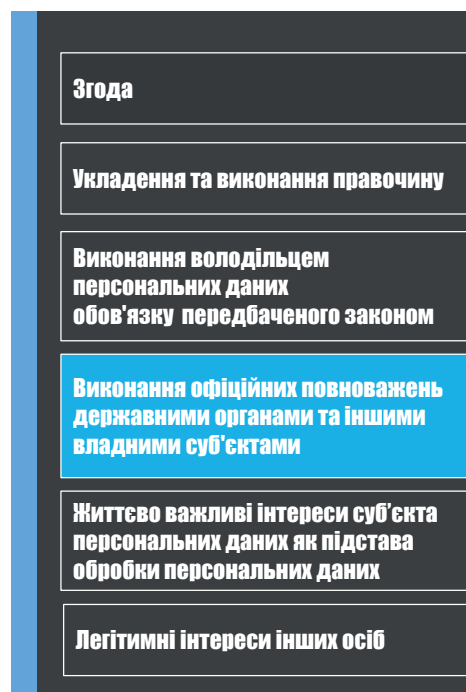 Згода
Укладення та виконання правочину
Виконання володільцем
персональних даних
обов'язку передбаченого законом
Виконання офіційних повноважень
державними органами та іншими
владними суб'єктами
Життєво важливі інтереси суб’єкта
персональних даних як підстава
обробки персональних даних
Легітимні інтереси інших осіб